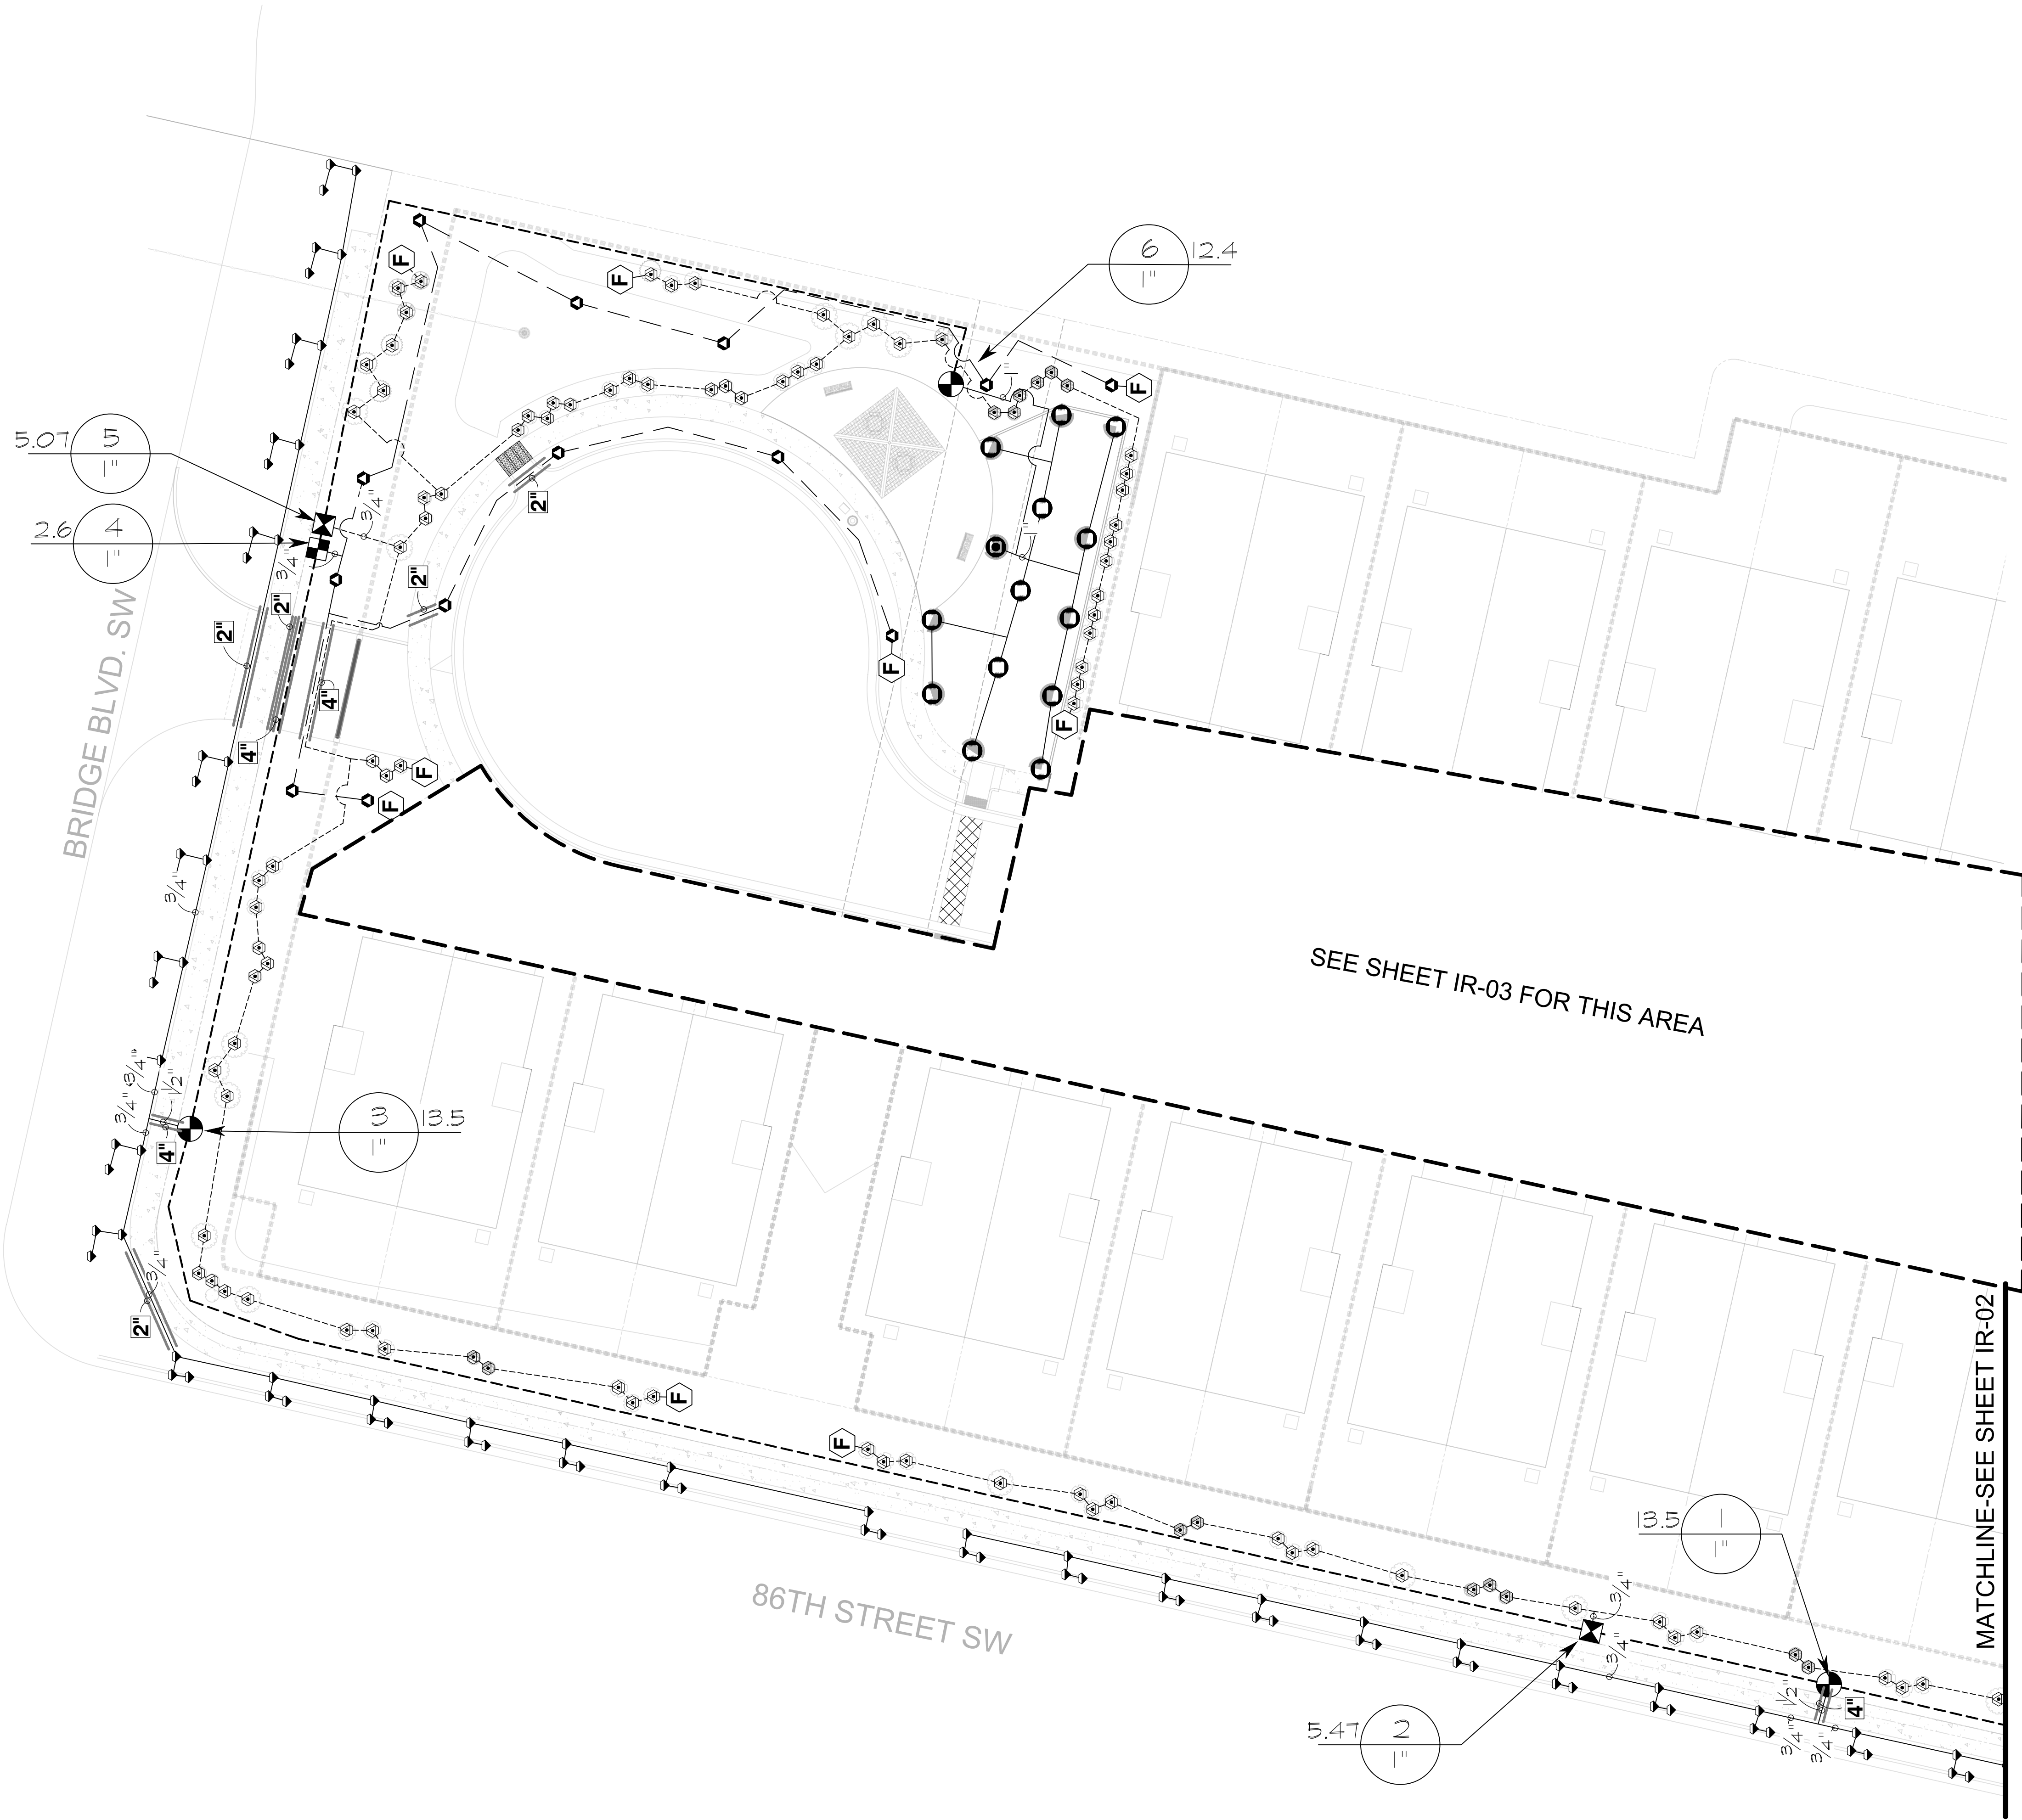 6 12.4
1"
F
F
F
1"
5.07 5
1"
3/4"
2"
1"
2.6 4
1"
3/4"
2"
2"
2"
4"
4"
F
F
F
F
BRIDGE BLVD. SW
3/4"
SEE SHEET IR-03 FOR THIS AREA
3/4"
3/4"
1/2"
4"
3 13.5
1"
3/4"
2"
F
F
MATCHLINE-SEE SHEET IR-02
13.5 1
1"
86TH STREET SW
3/4"
3/4"
1/2"
4"
3/4"
3/4"
5.47 2
1"